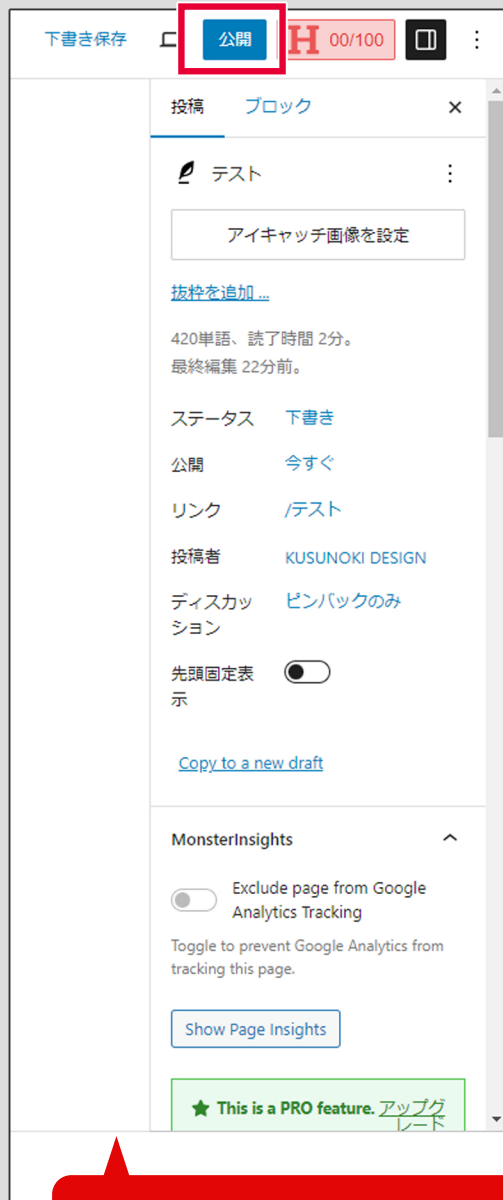 下書き保存 公開 H 00/100
投稿 ブロック
テスト
アイキャッチ画像を設定
抜粋を追加 ...
420単語、読了時間 2分。
最終編集 22分前。
ステータス 下書き
公開 今すぐ
リンク /テスト
投稿者 KUSUNOKI DESIGN
ディスカッ ピンバックのみ
ション
先頭固定表
示
Copy to a new draft
MonsterInsights
Exclude page from Google
Analytics Tracking
Toggle to prevent Google Analytics from
tracking this page.
Show Page Insights
This is a PRO feature. アップグ
レード